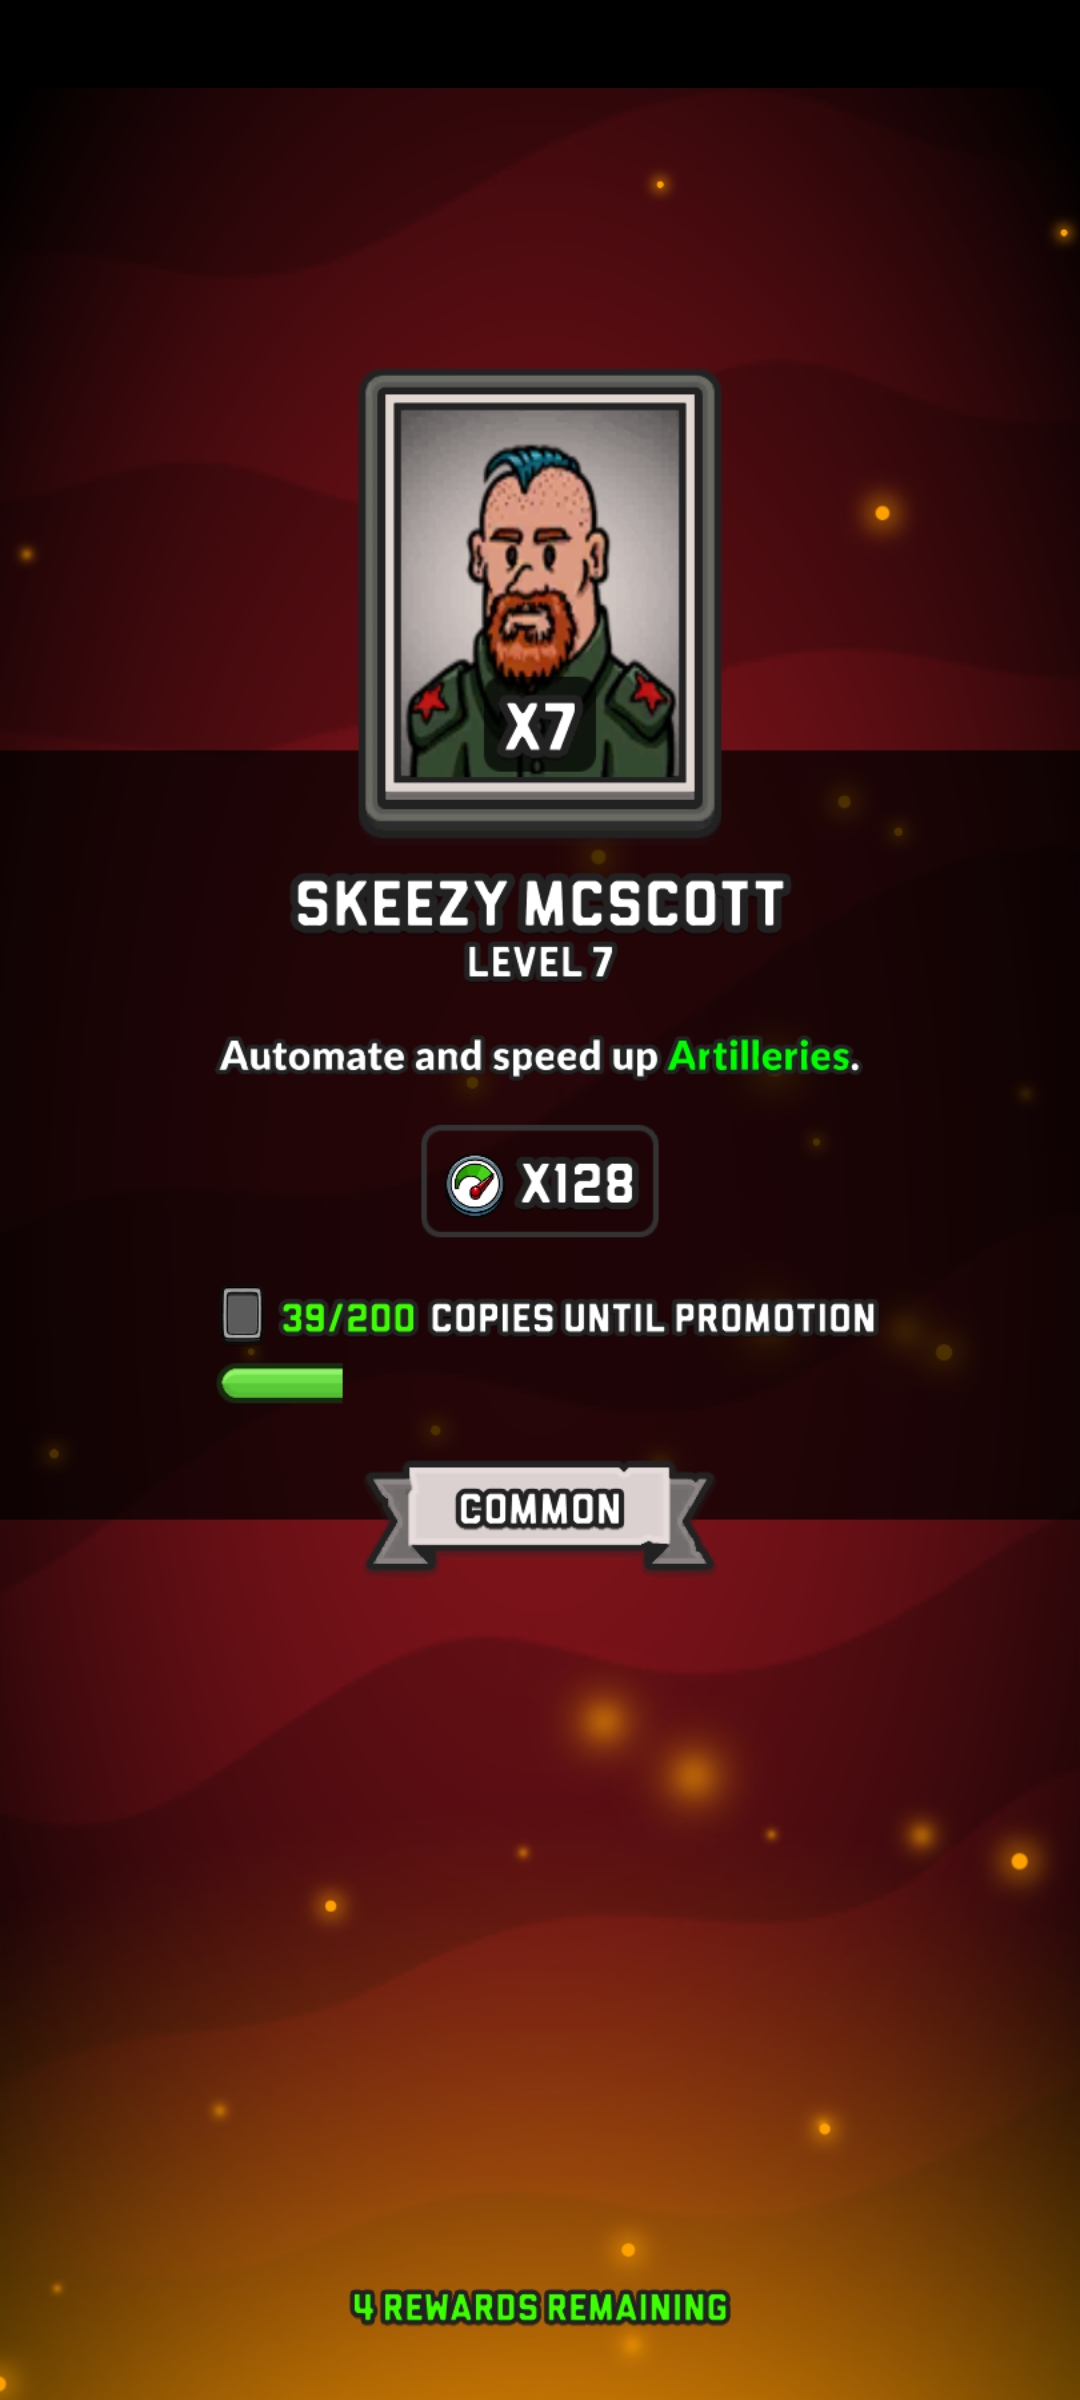 X7
SKEEZY MCSCOTT
LEVEL 7
Automate and speed up Artilleries.
X128
39/200 COPIES UNTIL PROMOTION
COMMON
4 REWARDS REMAINING